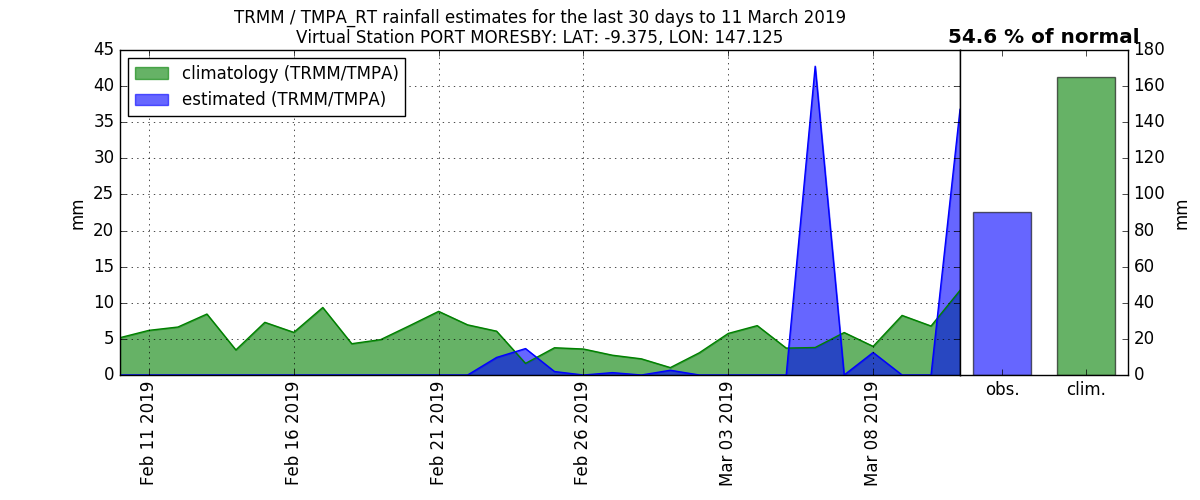 TRMM / TMPA_RT rainfall estimates for the last 30 days to 11 March 2019
Virtual Station PORT MORESBY: LAT: -9.375, LON: 147.125
54.6 % of normal
climatology (TRMM/TMPA)
estimated (TRMM/TMPA)
mm
45
40
35
30
25
20
15
10
5
0
Feb 11 2019
Feb 16 2019
Feb 21 2019
Feb 26 2019
Mar 03 2019
Mar 08 2019
obs.
clim.
180
160
140
120
100
80
60
40
20
0
mm